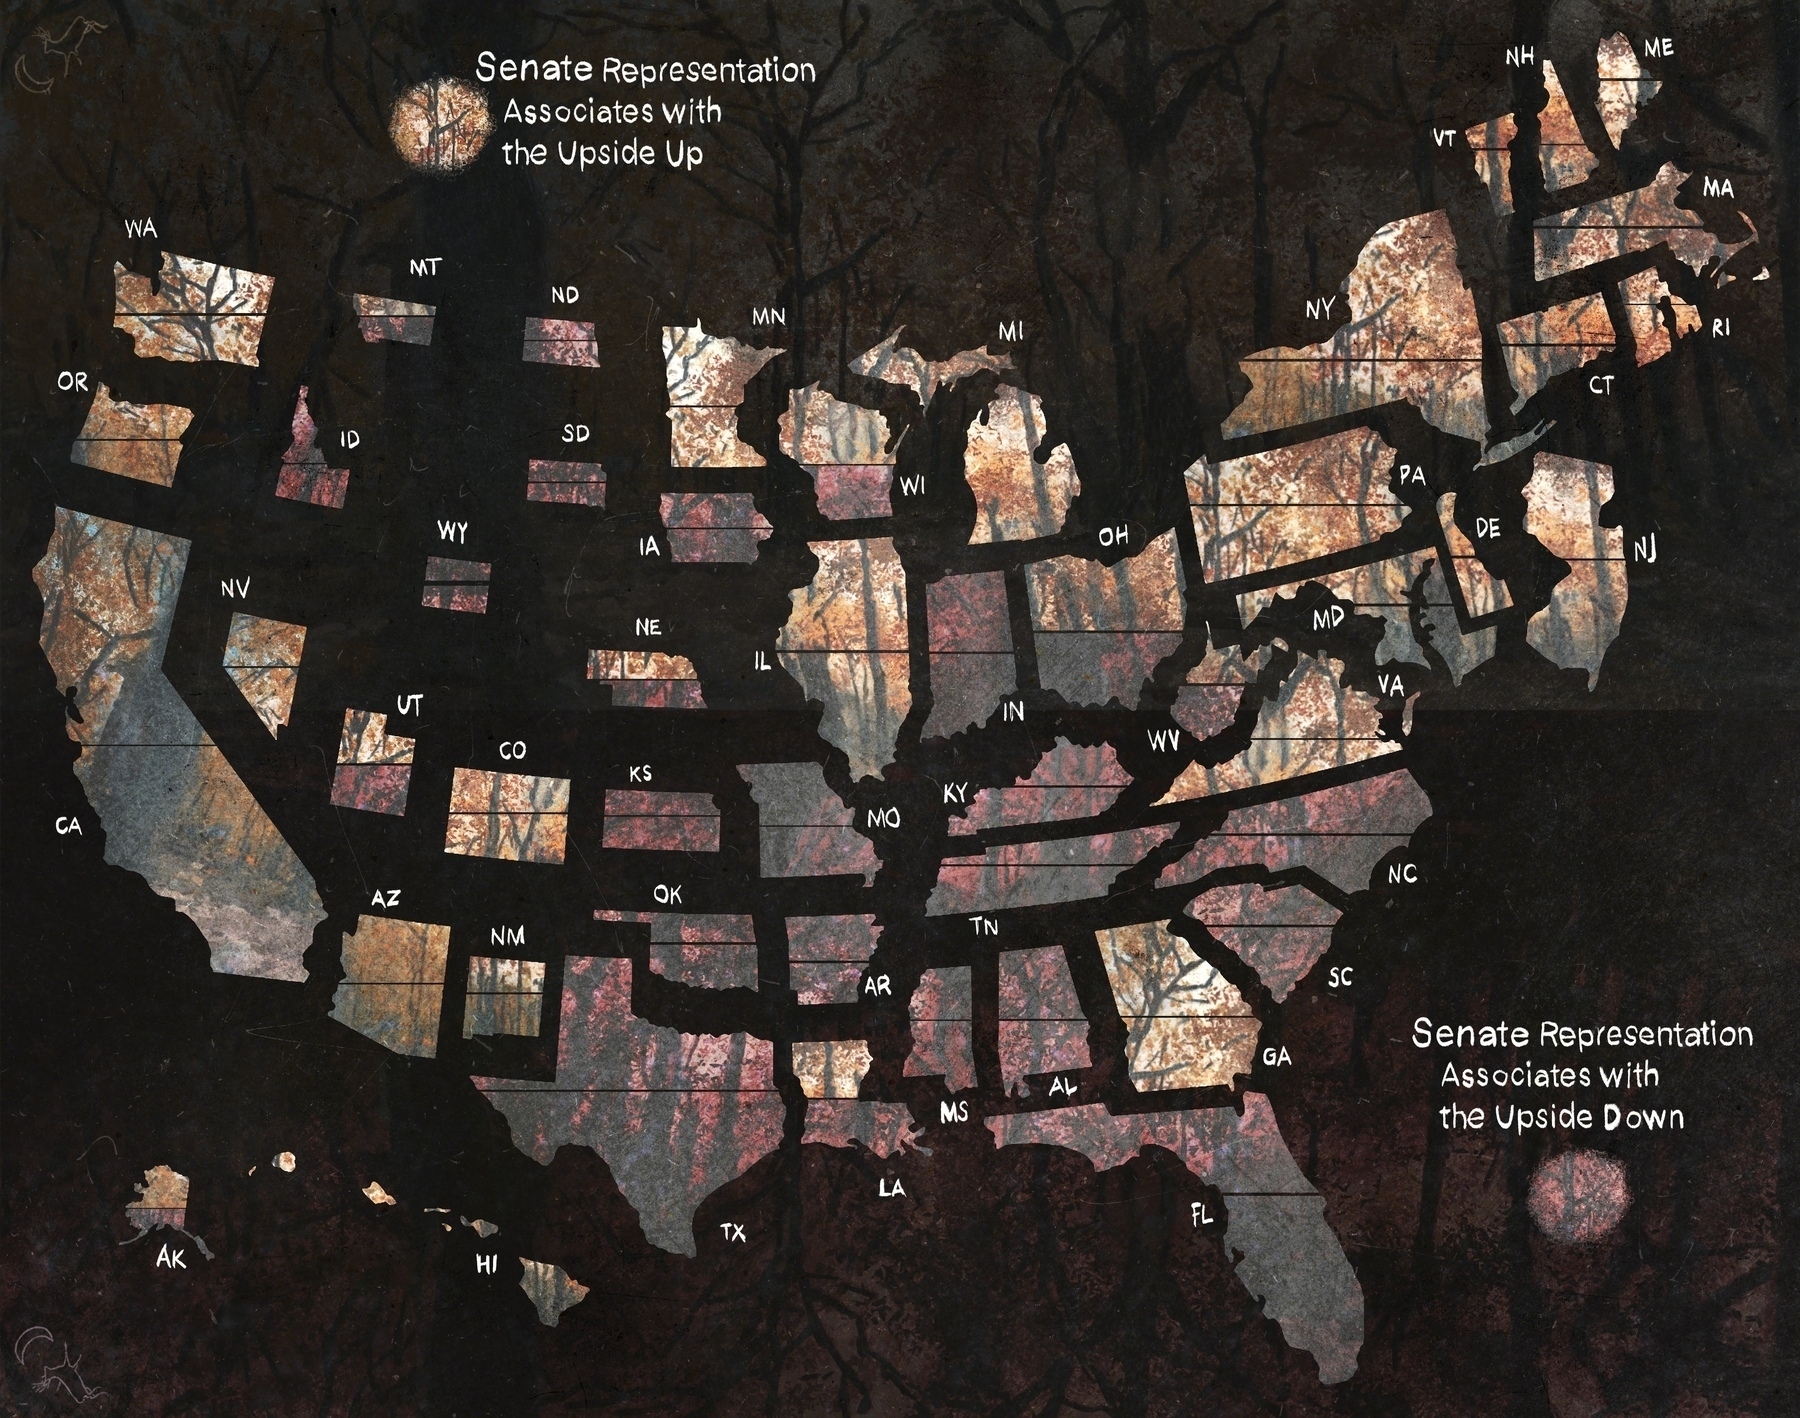 Senate Representation
Associates with
the Upside Up
NH
ME
VT
MA
WA
MT
ND
MN
MI
NY
RI
OR
ID
SD
WI
CT
PA
WY
IA
OH
DE
NJ
NV
NE
IL
MD
UT
IN
VA
CO
WV
KS
KY
MO
CA
NC
AZ
OK
NM
TN
AR
SC
Senate Representation
Associates with
the Upside Down
GA
AL
MS
LA
FL
TX
AK
HI